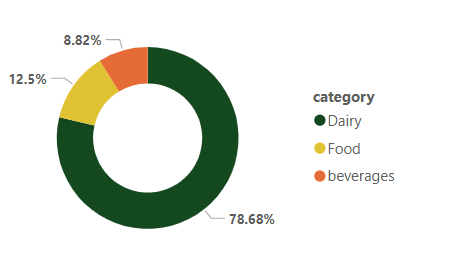 8.82%
12.5%
category
Dairy
Food
beverages
78.68%